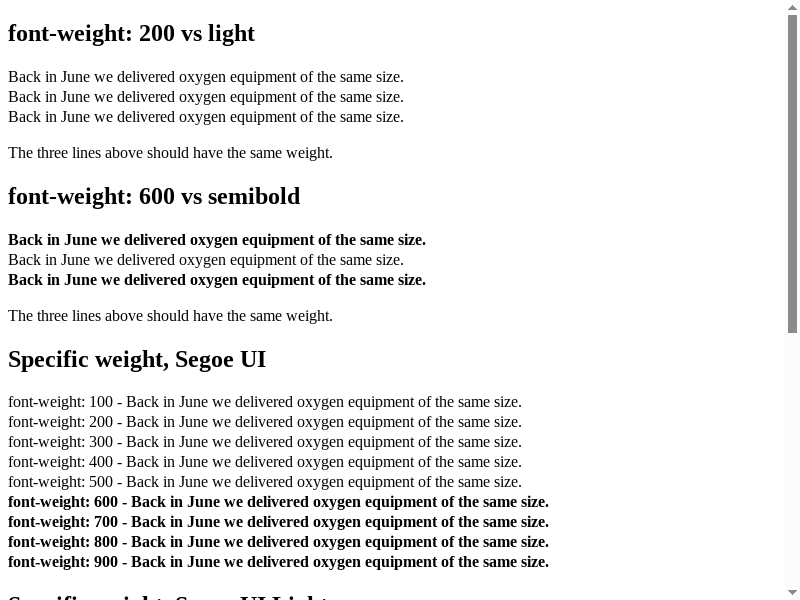 font-weight: 200 vs light
Back in June we delivered oxygen equipment of the same size.
Back in June we delivered oxygen equipment of the same size.
Back in June we delivered oxygen equipment of the same size.
The three lines above should have the same weight.
font-weight: 600 vs semibold
Back in June we delivered oxygen equipment of the same size.
Back in June we delivered oxygen equipment of the same size.
Back in June we delivered oxygen equipment of the same size.
The three lines above should have the same weight.
Specific weight, Segoe UI
font-weight: 100 - Back in June we delivered oxygen equipment of the same size.
font-weight: 200 - Back in June we delivered oxygen equipment of the same size.
font-weight: 300 - Back in June we delivered oxygen equipment of the same size.
font-weight: 400 - Back in June we delivered oxygen equipment of the same size.
font-weight: 500 - Back in June we delivered oxygen equipment of the same size.
font-weight: 600 - Back in June we delivered oxygen equipment of the same size.
font-weight: 700 - Back in June we delivered oxygen equipment of the same size.
font-weight: 800 - Back in June we delivered oxygen equipment of the same size.
font-weight: 900 - Back in June we delivered oxygen equipment of the same size.
Specific weight, Segoe UI Light